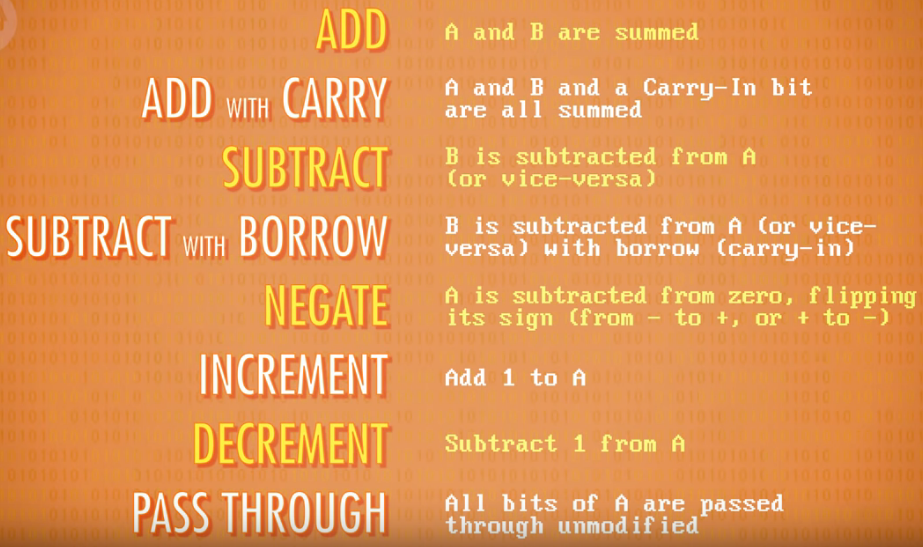 ADD A and B are summed
ADD WITH CARRY A and B and a Carry-In bit
are all summed
SUBTRACT B is subtracted from A
(or vice-versa)
SUBTRACT WITH BORROW B is subtracted from A (or vice-
versa) with borrow (carry-in)
NEGATE A is subtracted from zero, flipping
its sign (from - to +, or + to -)
INCREMENT Add 1 to A
DECREMENT Subtract 1 from A
PASS THROUGH All bits of A are passed
through unmodified